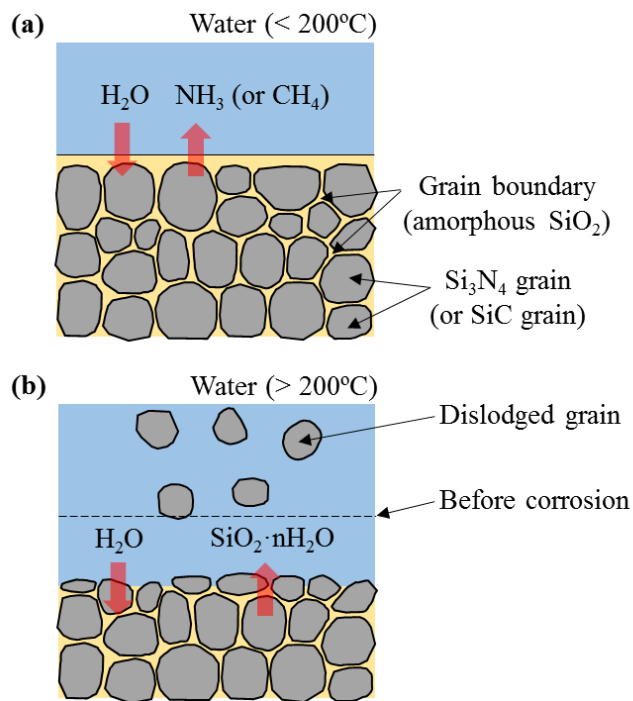 (a)
Water (< 200ºC)
H₂O NH₃ (or CH₄)
Grain boundary
(amorphous SiO₂)
Si₃N₄ grain
(or SiC grain)
(b)
Water (> 200ºC)
Dislodged grain
Before corrosion
H₂O SiO₂·nH₂O